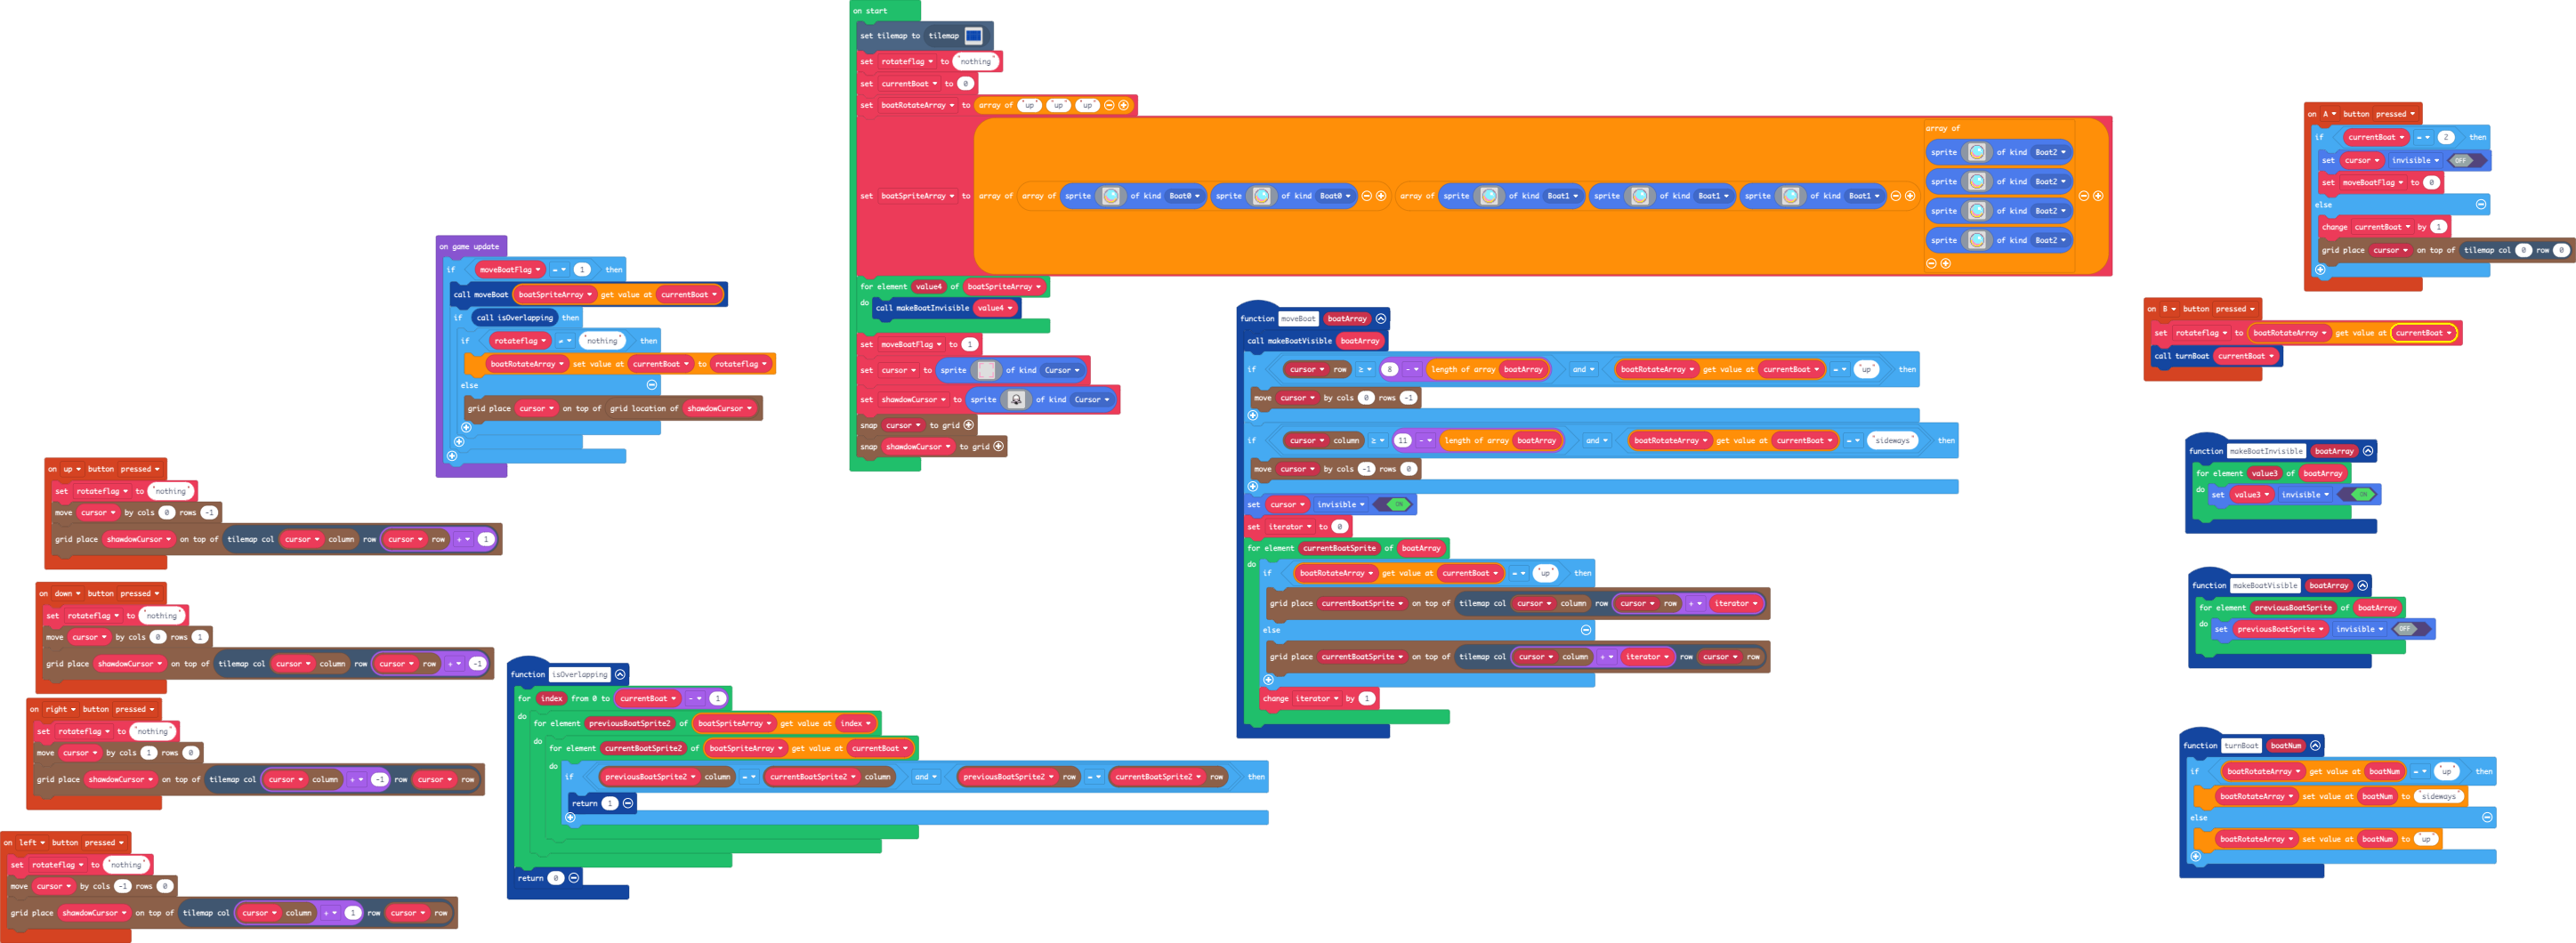 on start
set tilemap to tilemap
set rotateflag to "nothing"
set currentBoat to 0
set boatRotateArray to array of "up" "up" "up"
set boatSpriteArray to array of array of sprite of kind Boat0 sprite of kind Boat0 array of sprite of kind Boat1 sprite of kind Boat1 sprite of kind Boat1
array of
sprite of kind Boat2
sprite of kind Boat2
sprite of kind Boat2
sprite of kind Boat2
for element value4 of boatSpriteArray
do call makeBoatInvisible value4
set moveBoatFlag to 1
set cursor to sprite of kind Cursor
set shawdowCursor to sprite of kind Cursor
snap cursor to grid
snap shawdowCursor to grid
on game update
if moveBoatFlag = 1 then
call moveBoat boatSpriteArray get value at currentBoat
if call isOverlapping then
if rotateflag ≠ "nothing" then
boatRotateArray set value at currentBoat to rotateflag
else
grid place cursor on top of grid location of shawdowCursor
on up button pressed
set rotateflag to "nothing"
move cursor by cols 0 rows -1
grid place shawdowCursor on top of tilemap col cursor column row cursor row + 1
on down button pressed
set rotateflag to "nothing"
move cursor by cols 0 rows 1
grid place shawdowCursor on top of tilemap col cursor column row cursor row + -1
on right button pressed
set rotateflag to "nothing"
move cursor by cols 1 rows 0
grid place shawdowCursor on top of tilemap col cursor column + -1 row cursor row
on left button pressed
set rotateflag to "nothing"
move cursor by cols -1 rows 0
grid place shawdowCursor on top of tilemap col cursor column + 1 row cursor row
function isOverlapping
for index from 0 to currentBoat - 1
do for element previousBoatSprite2 of boatSpriteArray get value at index
do for element currentBoatSprite2 of boatSpriteArray get value at currentBoat
do if previousBoatSprite2 column = currentBoatSprite2 column and previousBoatSprite2 row = currentBoatSprite2 row then
return 1
return 0
function moveBoat boatArray
call makeBoatVisible boatArray
if cursor row ≥ 8 - length of array boatArray and boatRotateArray get value at currentBoat = "up" then
move cursor by cols 0 rows -1
if cursor column ≥ 11 - length of array boatArray and boatRotateArray get value at currentBoat = "sideways" then
move cursor by cols -1 rows 0
set cursor invisible ON
set iterator to 0
for element currentBoatSprite of boatArray
do if boatRotateArray get value at currentBoat = "up" then
grid place currentBoatSprite on top of tilemap col cursor column row cursor row + iterator
else
grid place currentBoatSprite on top of tilemap col cursor column + iterator row cursor row
change iterator by 1
on A button pressed
if currentBoat = 2 then
set cursor invisible OFF
set moveBoatFlag to 0
else
change currentBoat by 1
grid place cursor on top of tilemap col 0 row 0
on B button pressed
set rotateflag to boatRotateArray get value at currentBoat
call turnBoat currentBoat
function makeBoatInvisible boatArray
for element value3 of boatArray
do set value3 invisible ON
function makeBoatVisible boatArray
for element previousBoatSprite of boatArray
do set previousBoatSprite invisible OFF
function turnBoat boatNum
if boatRotateArray get value at boatNum = "up" then
boatRotateArray set value at boatNum to "sideways"
else
boatRotateArray set value at boatNum to "up"